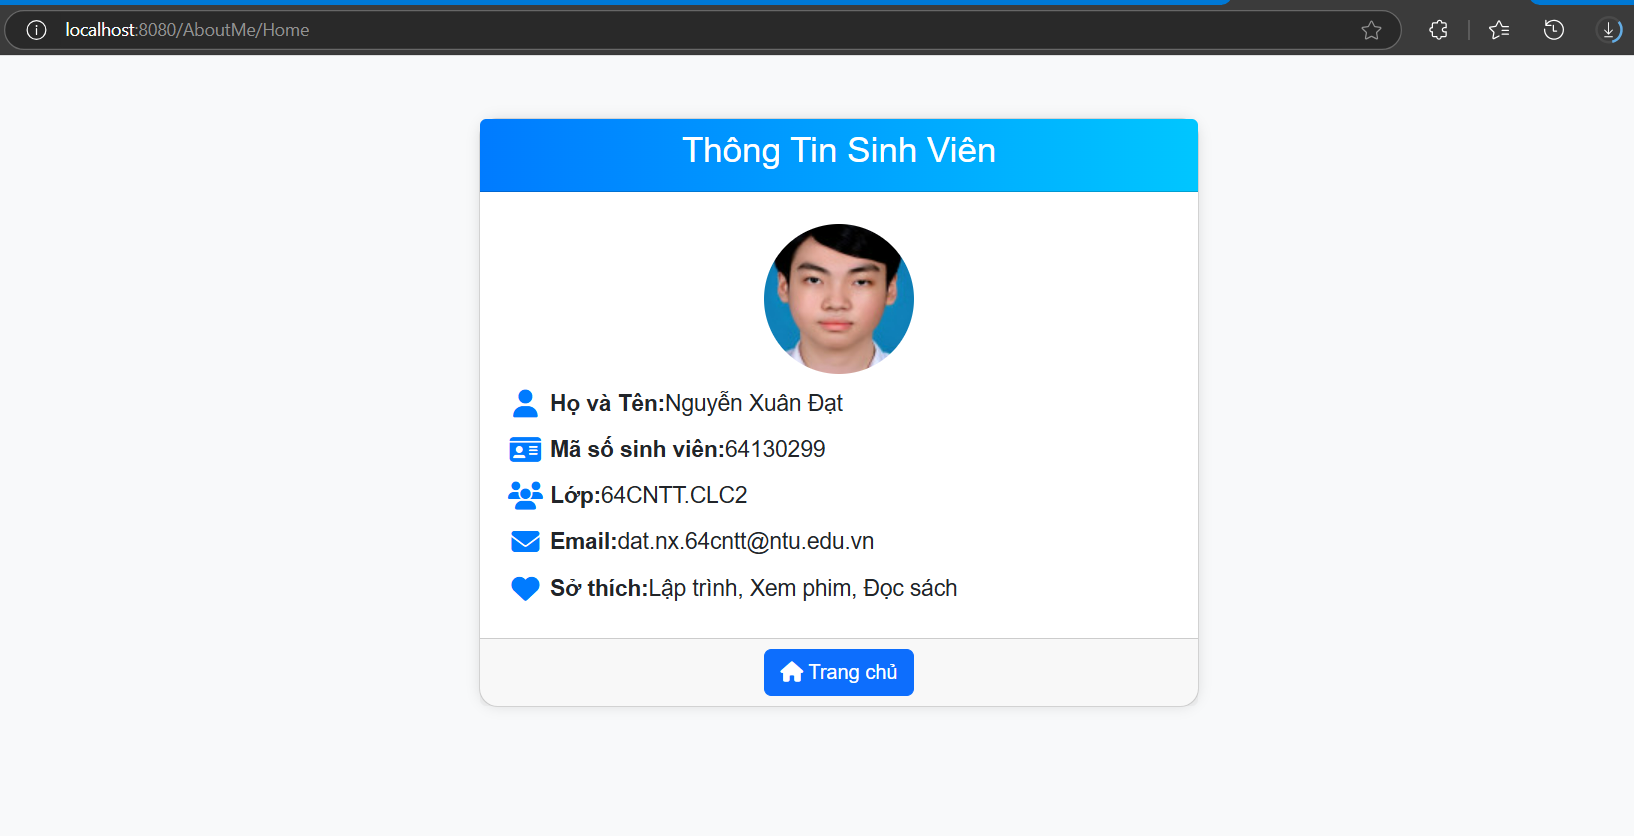 localhost:8080/AboutMe/Home
Thông Tin Sinh Viên
Họ và Tên:Nguyễn Xuân Đạt
Mã số sinh viên:64130299
Lớp:64CNTT.CLC2
Email:dat.nx.64cntt@ntu.edu.vn
Sở thích:Lập trình, Xem phim, Đọc sách
Trang chủ